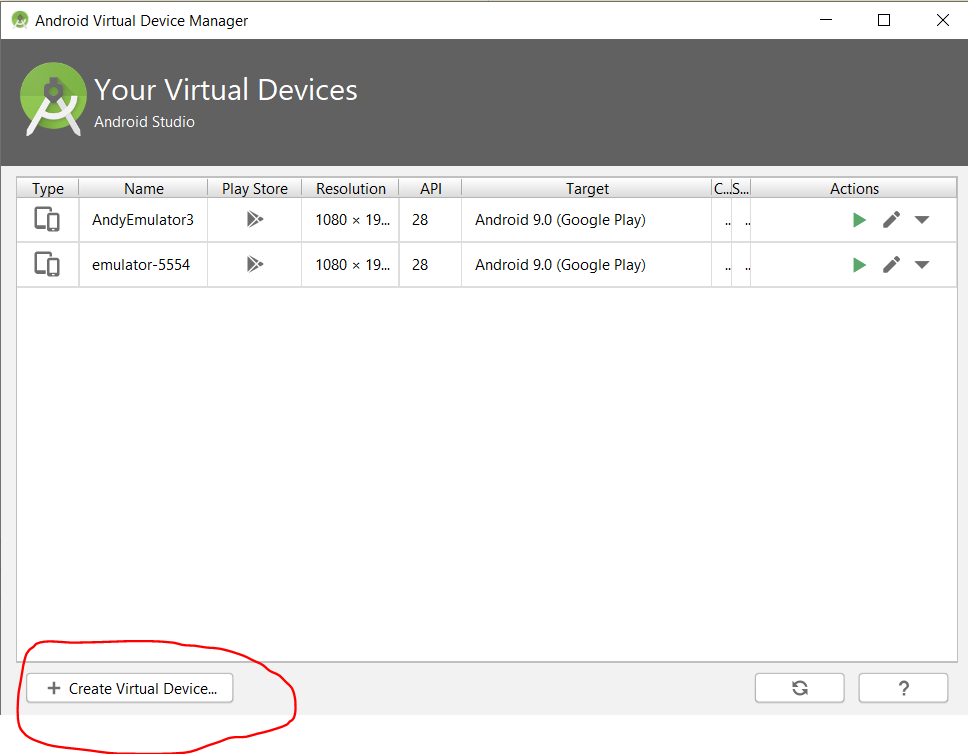 Android Virtual Device Manager
Your Virtual Devices
Android Studio
Type Name Play Store Resolution API Target C... S... Actions
AndyEmulator3 1080 × 19... 28 Android 9.0 (Google Play) .. ..
emulator-5554 1080 × 19... 28 Android 9.0 (Google Play) .. ..
+ Create Virtual Device... ?